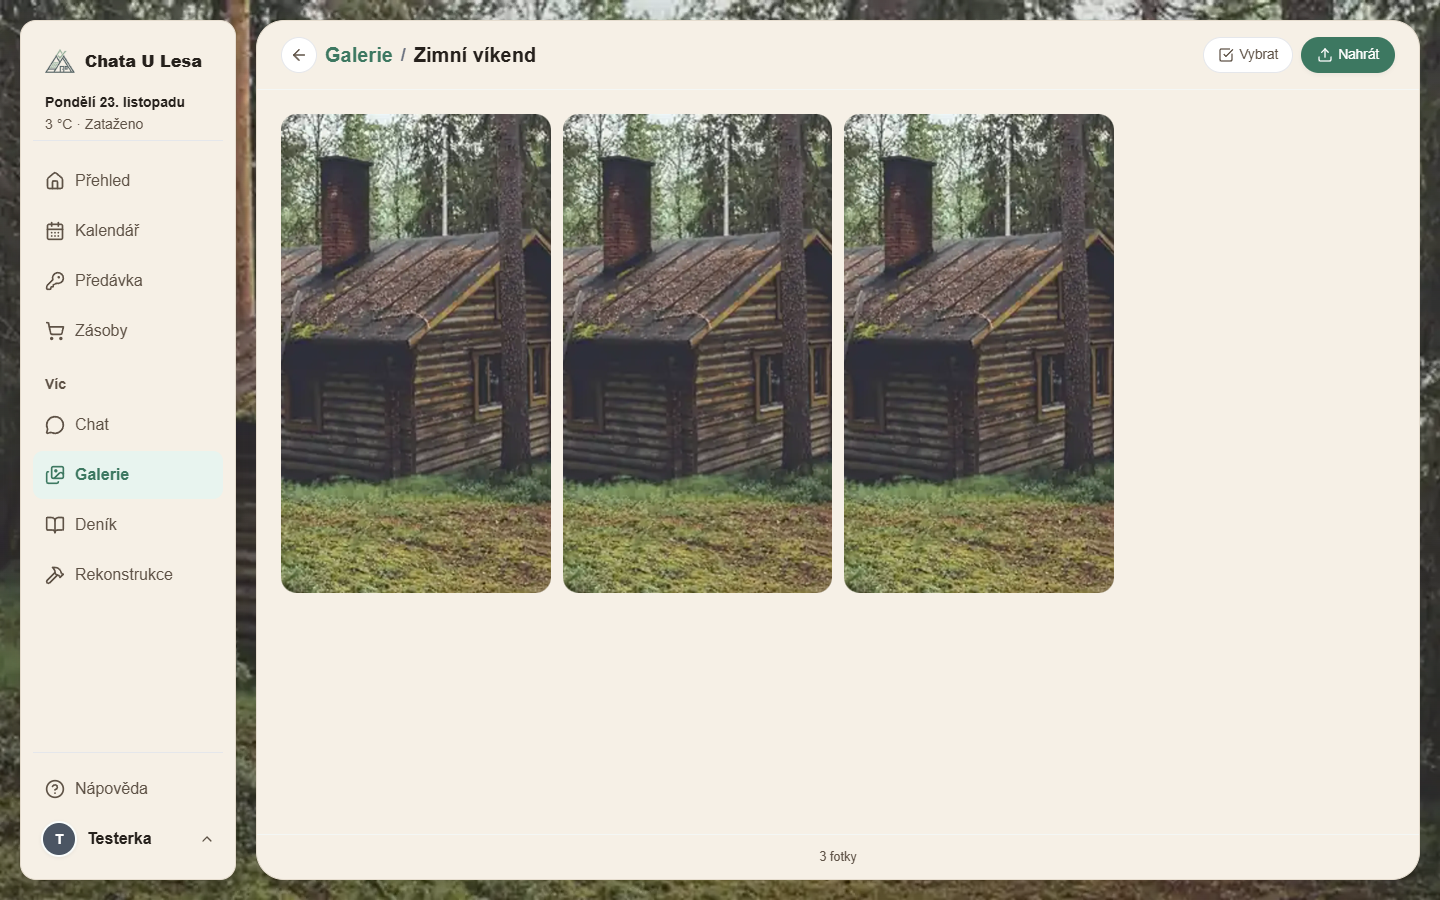 Chata U Lesa
Pondělí 23. listopadu
3 °C · Zataženo
Přehled
Kalendář
Předávka
Zásoby
Víc
Chat
Galerie
Deník
Rekonstrukce
Nápověda
T
Testerka
Galerie / Zimní víkend
Vybrat
Nahrát
3 fotky